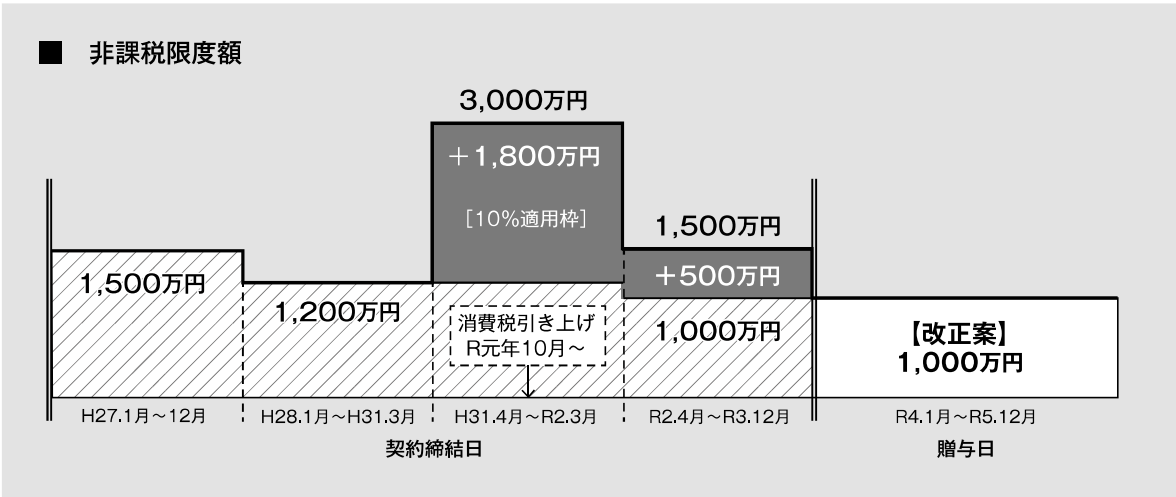 ■ 非課税限度額
3,000万円
+1,800万円
[10%適用枠]
1,500万円
+500万円
1,500万円
1,200万円
消費税引き上げ
R元年10月～
1,000万円
【改正案】
1,000万円
H27.1月～12月
H28.1月～H31.3月
H31.4月～R2.3月
R2.4月～R3.12月
R4.1月～R5.12月
契約締結日
贈与日